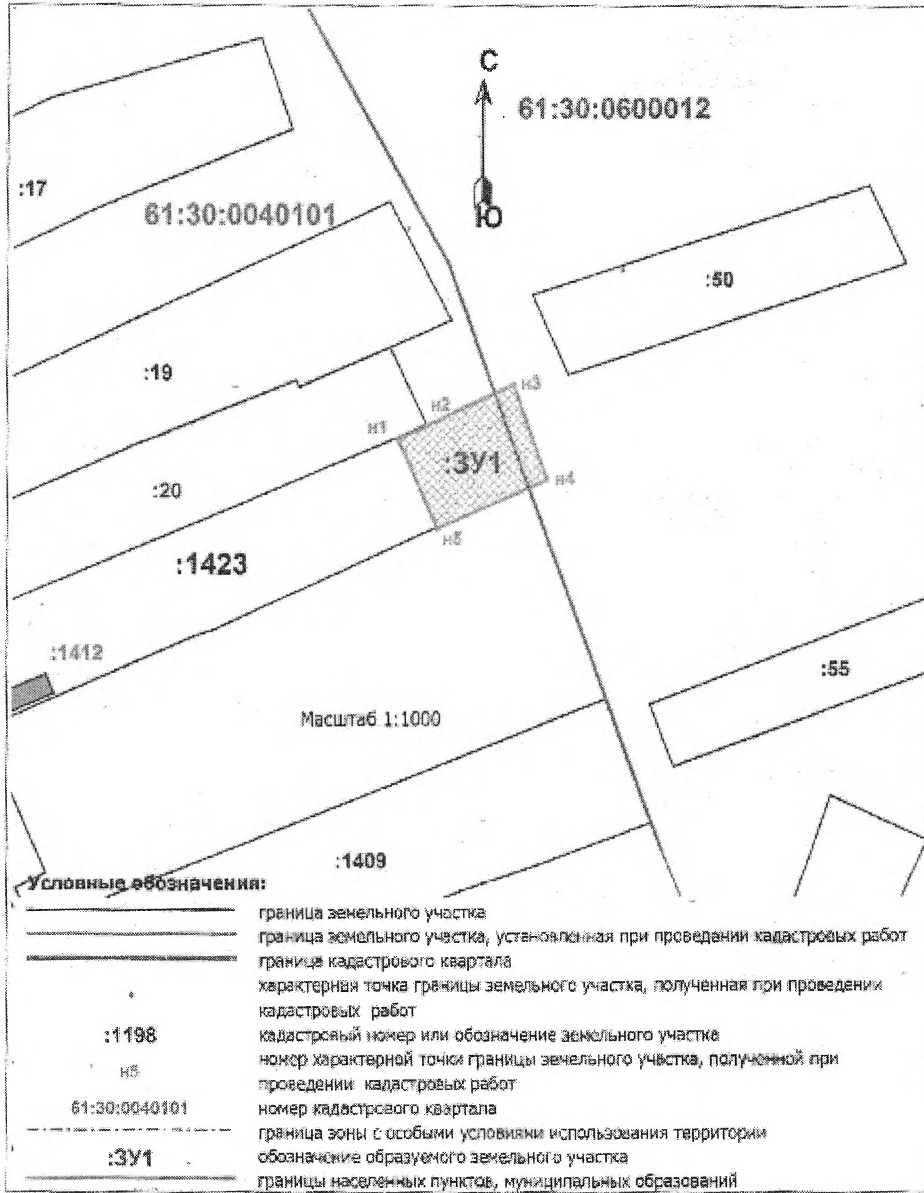 С
61:30:0600012
Ю
:17
61:30:0040101
:50
:19
н3
н2
н1
:ЗУ1
н4
:20
н5
:1423
:1412
:55
Масштаб 1:1000
:1409
Условные обозначения:
граница земельного участка
граница земельного участка, установленная при проведении кадастровых работ
граница кадастрового квартала
характерная точка границы земельного участка, полученная при проведении
кадастровых работ
:1198 кадастровый номер или обозначение земельного участка
н5 номер характерной точки границы земельного участка, полученной при
проведении кадастровых работ
61:30:0040101 номер кадастрового квартала
граница зоны с особыми условиями использования территории
:ЗУ1 обозначение образуемого земельного участка
границы населенных пунктов, муниципальных образований